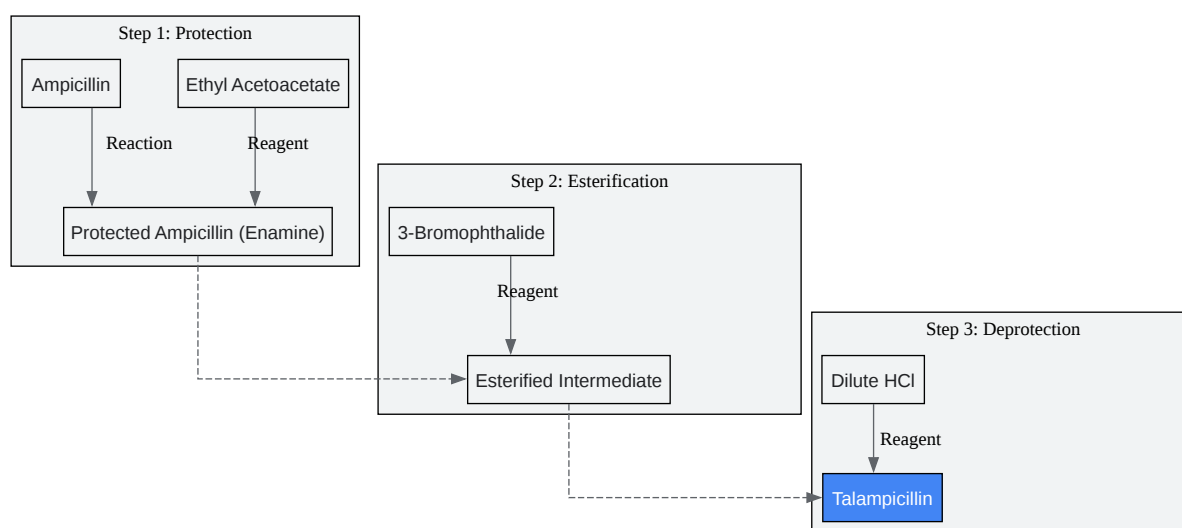 Step 1: Protection
Ampicillin
Ethyl Acetoacetate
Reaction
Reagent
Protected Ampicillin (Enamine)
Step 2: Esterification
3-Bromophthalide
Reagent
Esterified Intermediate
Step 3: Deprotection
Dilute HCl
Reagent
Talampicillin